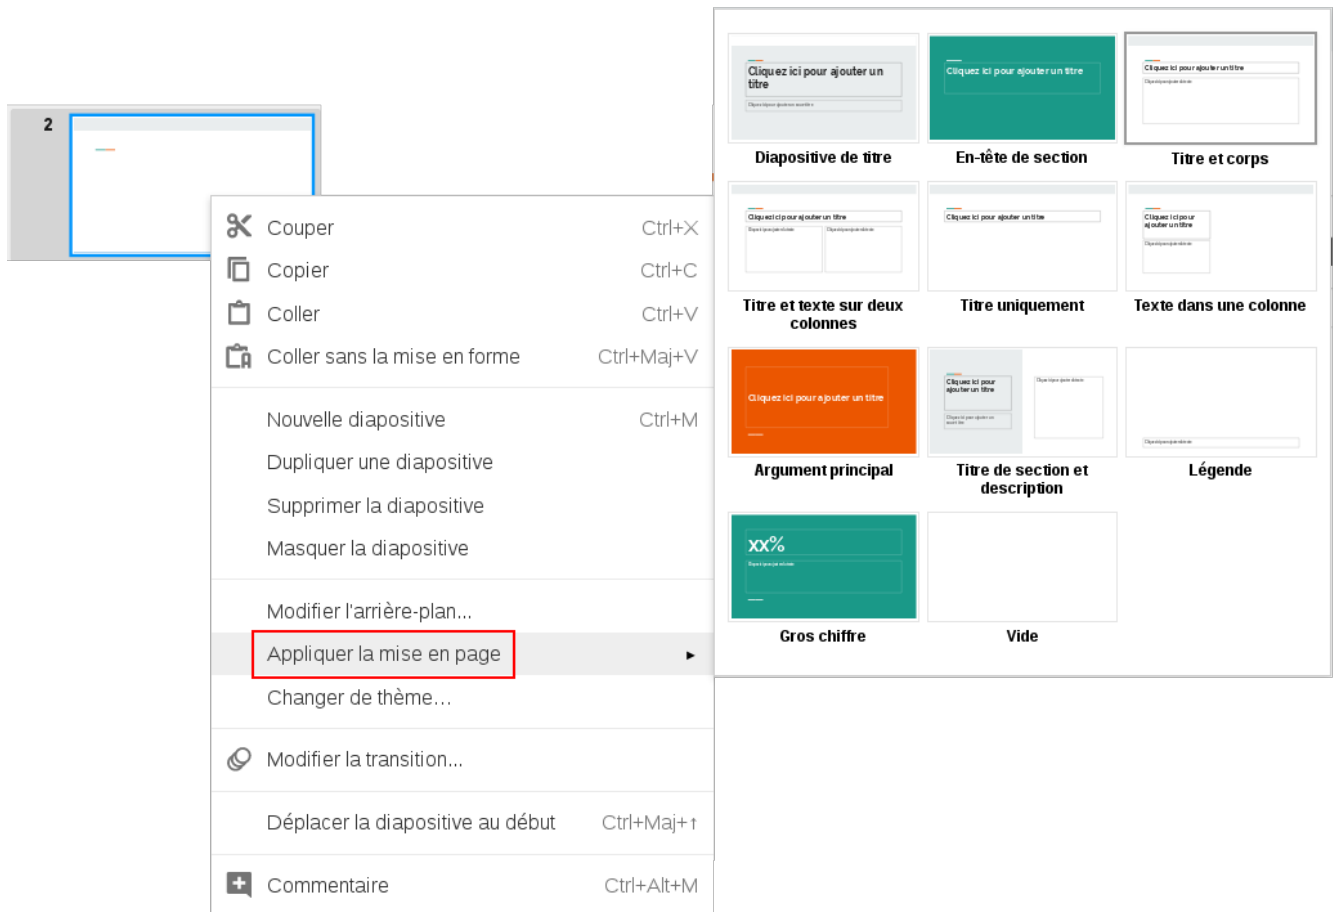 2
Couper Ctrl+X
Copier Ctrl+C
Coller Ctrl+V
Coller sans la mise en forme Ctrl+Maj+V
Nouvelle diapositive Ctrl+M
Dupliquer une diapositive
Supprimer la diapositive
Masquer la diapositive
Modifier l'arrière-plan...
Appliquer la mise en page ►
Changer de thème...
Modifier la transition...
Déplacer la diapositive au début Ctrl+Maj+↑
Commentaire Ctrl+Alt+M
Cliquez ici pour ajouter un
titre
Diapositive de titre
Cliquez ici pour ajouter un titre
En-tête de section
Cliquez ici pour ajouter un titre
Titre et corps
Cliquez ici pour ajouter un titre
Titre et texte sur deux
colonnes
Cliquez ici pour ajouter un titre
Titre uniquement
Cliquez ici pour
ajouter un titre
Texte dans une colonne
Cliquez ici pour ajouter un titre
Argument principal
Cliquez ici pour
ajouter un titre
Titre de section et
description
Légende
xx%
Gros chiffre
Vide